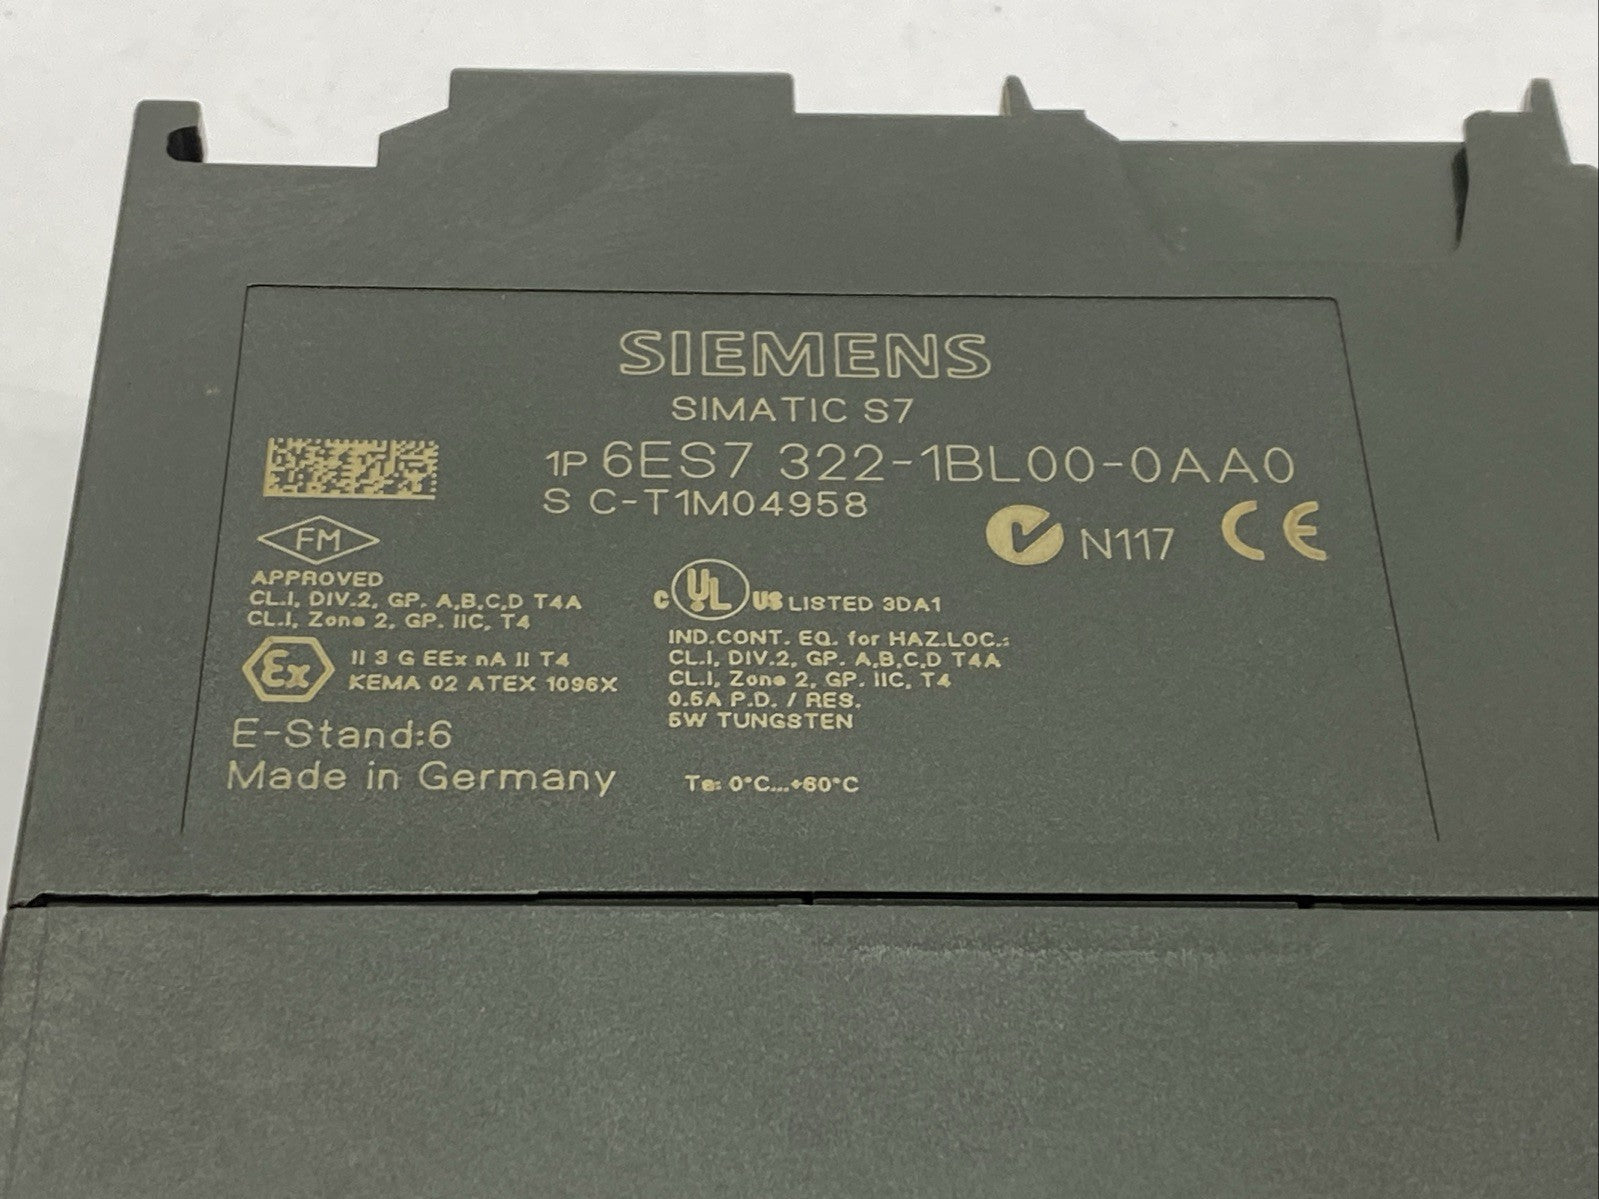 SIEMENS
SIMATIC S7
1P 6ES7 322-1BL00-0AA0
S C-T1M04958
N117 CE
FM
APPROVED
CL.I, DIV.2, GP. A,B,C,D T4A
CL.I, Zone 2, GP. IIC, T4
Ex II 3 G EEx nA II T4
KEMA 02 ATEX 1096X
E-Stand:6
Made in Germany
C UL US LISTED 3DA1
IND.CONT. EQ. for HAZ.LOC.:
CL.I, DIV.2, GP. A,B,C,D T4A
CL.I, Zone 2, GP. IIC, T4
0.5A P.D. / RES.
5W TUNGSTEN
Ta: 0°C...+60°C